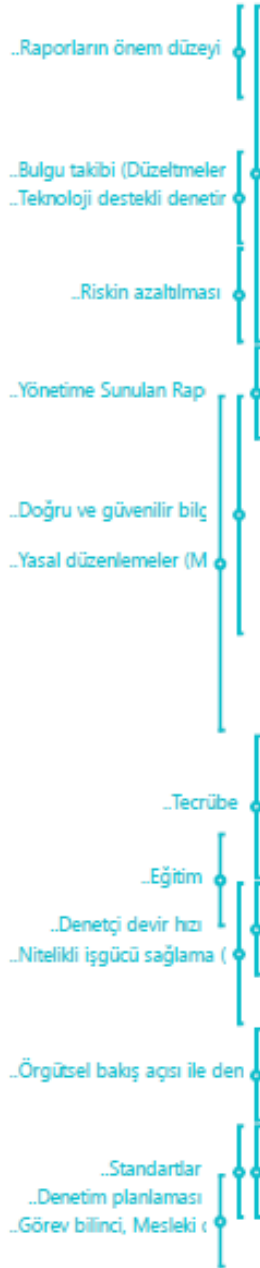 ..Raporların önem düzeyi
..Bulgu takibi (Düzeltmeler
..Teknoloji destekli denetir
..Riskin azaltılması
..Yönetime Sunulan Rap
..Doğru ve güvenilir bilg
..Yasal düzenlemeler (M
..Tecrübe
..Eğitim
..Denetçi devir hızı
..Nitelikli işgücü sağlama (
..Örgütsel bakış açısı ile den
..Standartlar
..Denetim planlaması
..Görev bilinci, Mesleki